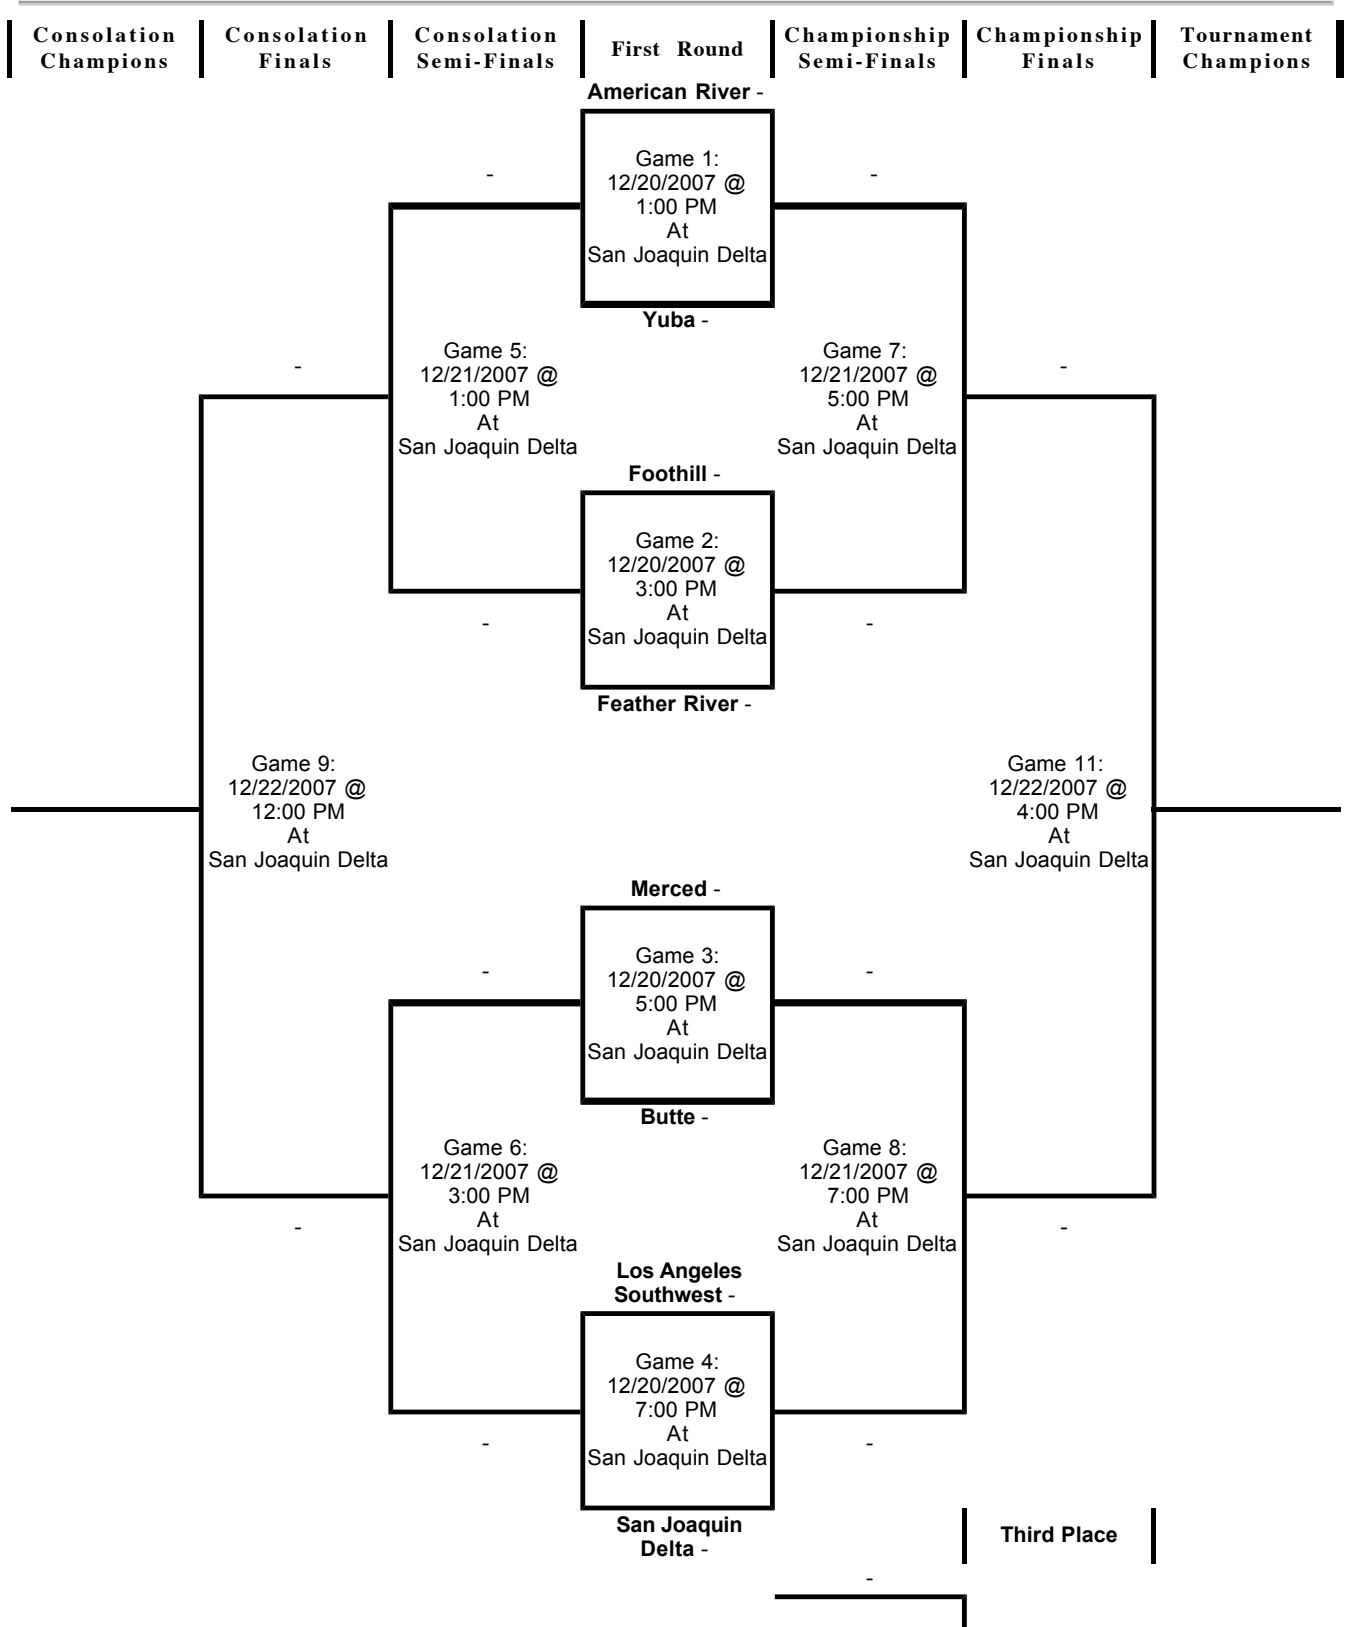 Consolation
Champions
Consolation
Finals
Consolation
Semi-Finals
First Round
Championship
Semi-Finals
Championship
Finals
Tournament
Champions
American River -
Game 1:
12/20/2007 @
1:00 PM
At
San Joaquin Delta
-
-
Yuba -
Game 5:
12/21/2007 @
1:00 PM
At
San Joaquin Delta
Game 7:
12/21/2007 @
5:00 PM
At
San Joaquin Delta
-
-
Foothill -
Game 2:
12/20/2007 @
3:00 PM
At
San Joaquin Delta
-
-
Feather River -
Game 9:
12/22/2007 @
12:00 PM
At
San Joaquin Delta
Game 11:
12/22/2007 @
4:00 PM
At
San Joaquin Delta
Merced -
Game 3:
12/20/2007 @
5:00 PM
At
San Joaquin Delta
-
-
Butte -
Game 6:
12/21/2007 @
3:00 PM
At
San Joaquin Delta
Game 8:
12/21/2007 @
7:00 PM
At
San Joaquin Delta
-
-
Los Angeles
Southwest -
Game 4:
12/20/2007 @
7:00 PM
At
San Joaquin Delta
-
-
San Joaquin
Delta -
Third Place
-